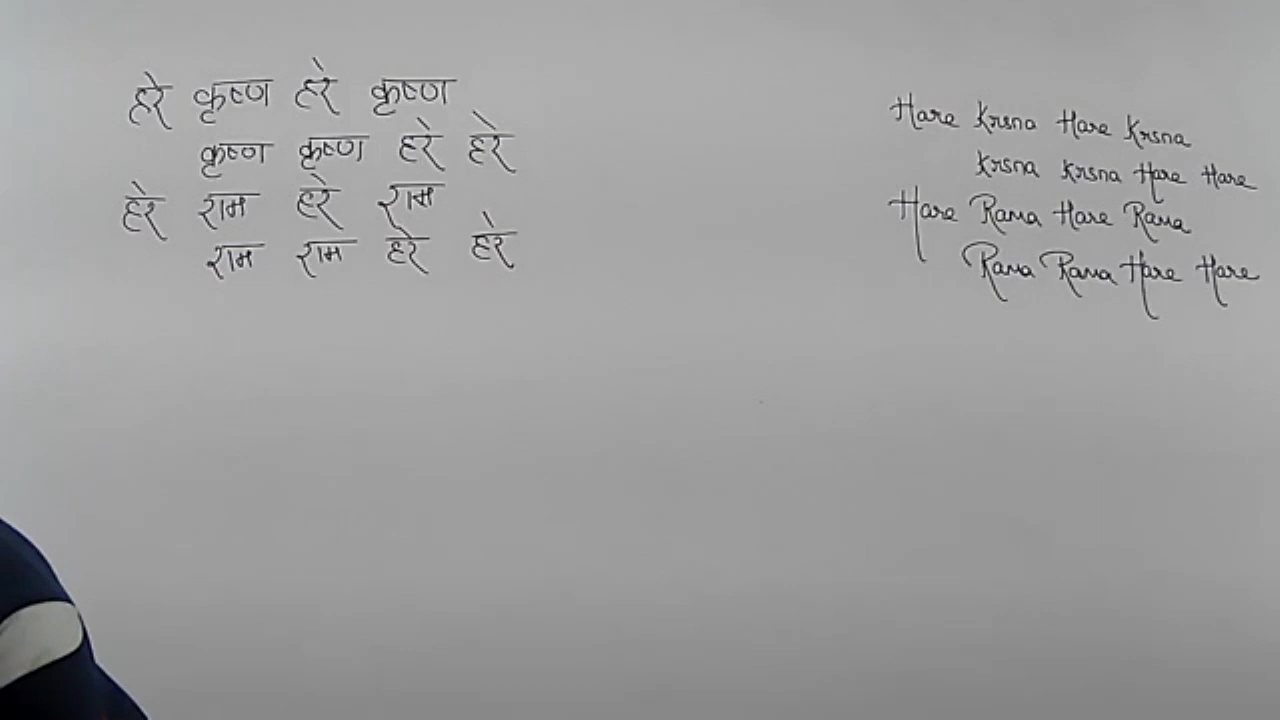 हरे कृष्ण हरे कृष्ण
कृष्ण कृष्ण हरे हरे
हरे राम हरे राम
राम राम हरे हरे
Hare Krsna Hare Krsna
Krsna Krsna Hare Hare
Hare Rama Hare Rama
Rama Rama Hare Hare